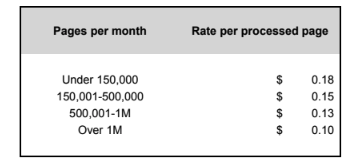 Pages per month Rate per processed page
Under 150,000 $ 0.18
150,001-500,000 $ 0.15
500,001-1M $ 0.13
Over 1M $ 0.10